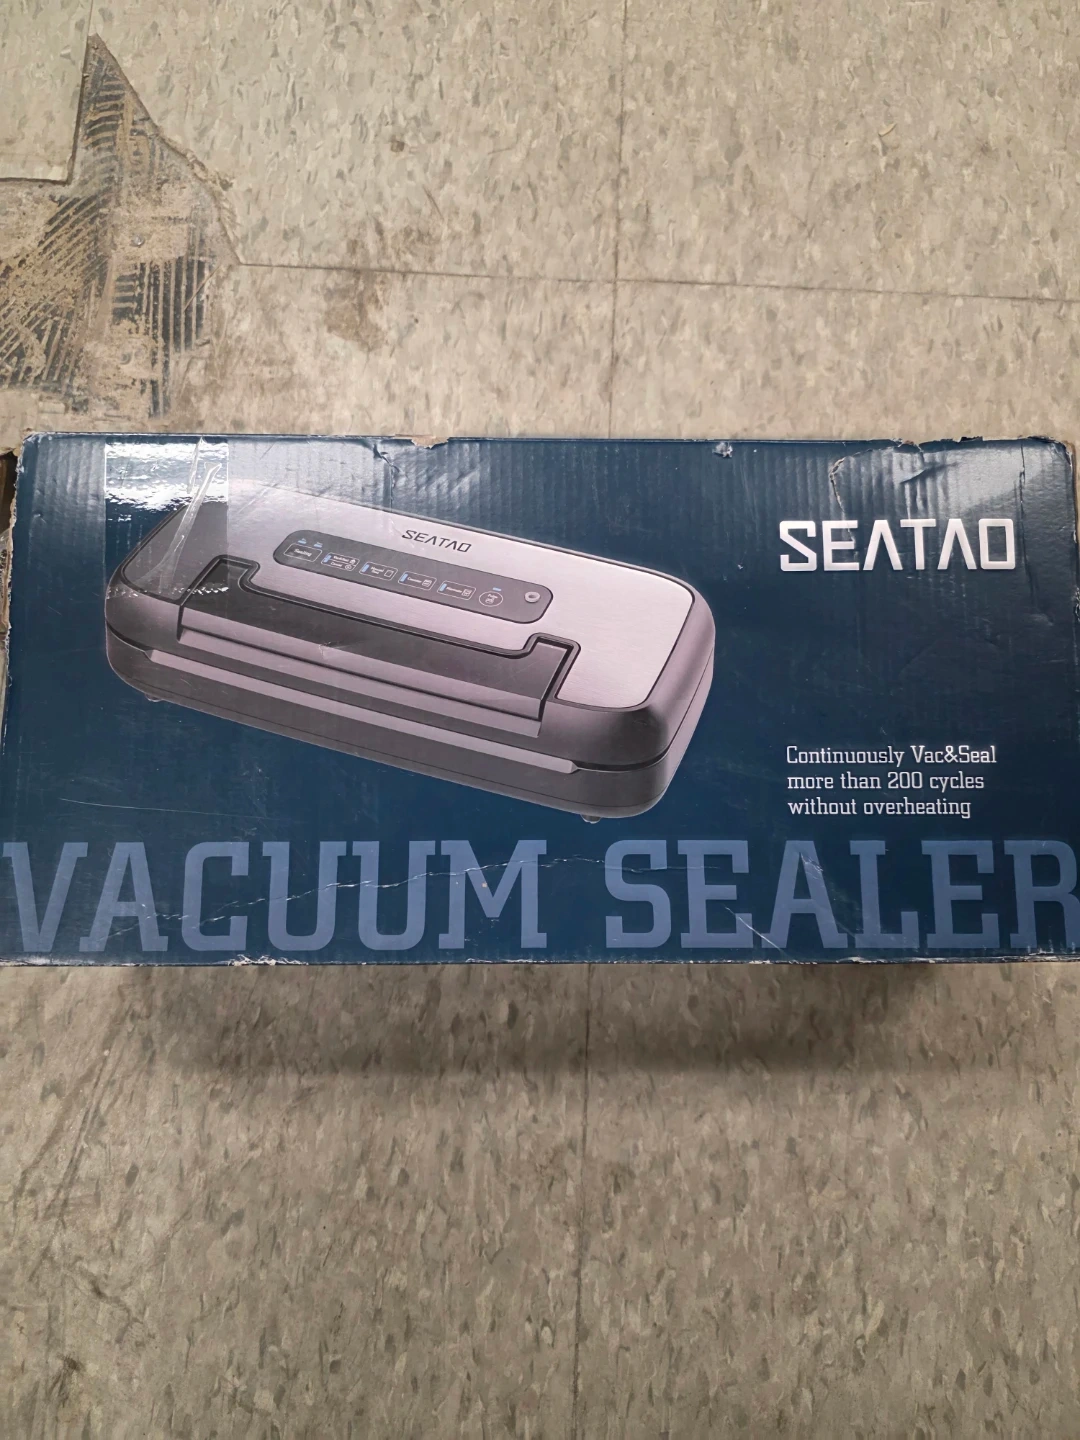 SEATAO
SEATAO
Continuously Vac&Seal
more than 200 cycles
without overheating
VACUUM SEALER